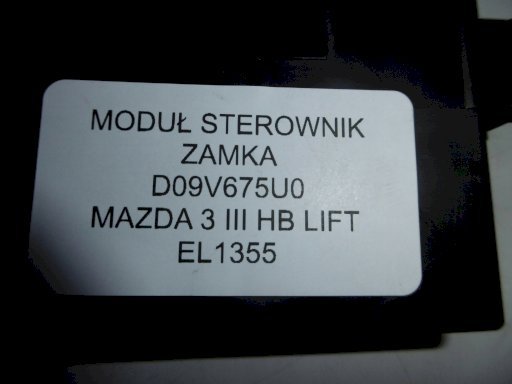 MODUŁ STEROWNIK
ZAMKA
D09V675U0
MAZDA 3 III HB LIFT
EL1355